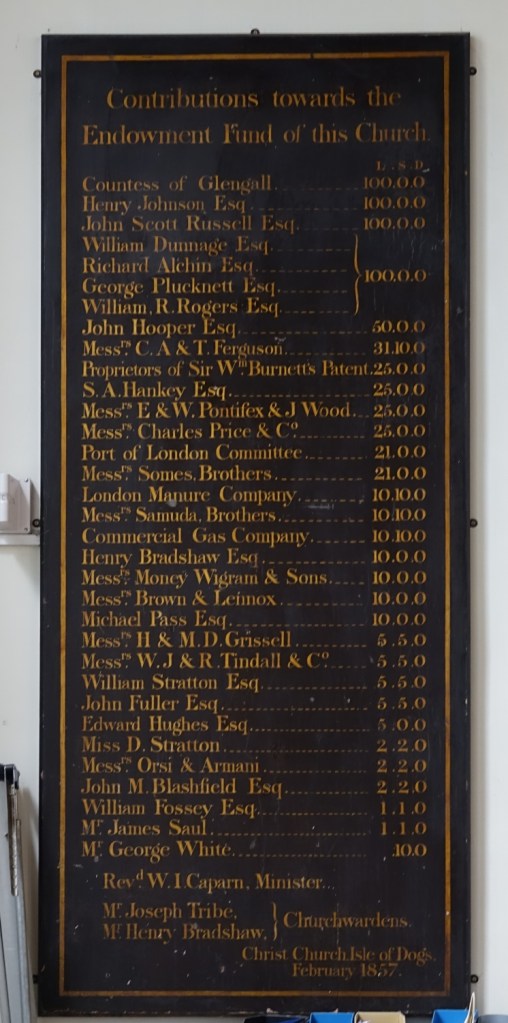 Contributions towards the
Endowment Fund of this Church.
L . S . D
Countess of Glengall 100.0.0
Henry Johnson Esq. 100.0.0
John Scott Russell Esq. 100.0.0
William Dunnage Esq.
Richard Alchin Esq.
George Plucknett Esq. 100.0.0
William. R. Rogers Esq.
John Hooper Esq. 50.0.0
Messrs. C. A & T. Ferguson. 31.10.0
Proprietors of Sir Wm. Burnett's Patent. 25.0.0
S. A. Hankey Esq. 25.0.0
Messrs. E & W. Pontifex & J Wood. 25.0.0
Messrs. Charles Price & Co. 25.0.0
Port of London Committee 21.0.0
Messrs. Somes, Brothers 21.0.0
London Manure Company 10.10.0
Messrs. Samuda, Brothers 10.10.0
Commercial Gas Company 10.10.0
Henry Bradshaw Esq. 10.0.0
Messrs. Money Wigram & Sons 10.0.0
Messrs. Brown & Lennox 10.0.0
Michael Pass Esq. 10.0.0
Messrs. H & M. D. Grissell 5.5.0
Messrs. W. J & R. Tindall & Co. 5.5.0
William Stratton Esq. 5.5.0
John Fuller Esq. 5.5.0
Edward Hughes Esq. 5.0.0
Miss D. Stratton 2.2.0
Messrs. Orsi & Armani 2.2.0
John M. Blashfield Esq. 2.2.0
William Fossey Esq. 1.1.0
Mr. James Saul 1.1.0
Mr. George White .10.0
Revd. W. I. Caparn, Minister.
Mr. Joseph Tribe,
Mr. Henry Bradshaw, Churchwardens.
Christ Church, Isle of Dogs,
February 1857.